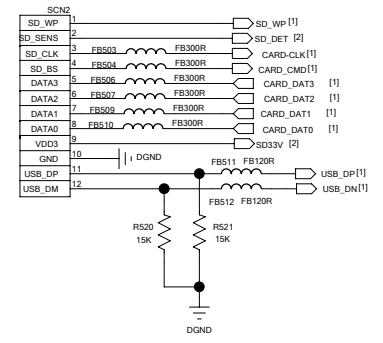 SCN2
SD_WP 1 SD_WP [1]
SD_SENS 2 SD_DET [2]
SD_CLK 3 FB503 FB300R CARD-CLK[1]
SD_BS 4 FB504 FB300R CARD_CMD[1]
DATA3 5 FB506 FB300R CARD_DAT3 [1]
DATA2 6 FB507 FB300R CARD_DAT2 [1]
DATA1 7 FB509 FB300R CARD_DAT1 [1]
DATA0 8 FB510 FB300R CARD_DAT0 [1]
VDD3 9 SD33V [2]
GND 10 DGND
USB_DP 11 FB511 FB120R USB_DP[1]
USB_DM 12 USB_DN[1]
FB512 FB120R
R520 R521
15K 15K
DGND